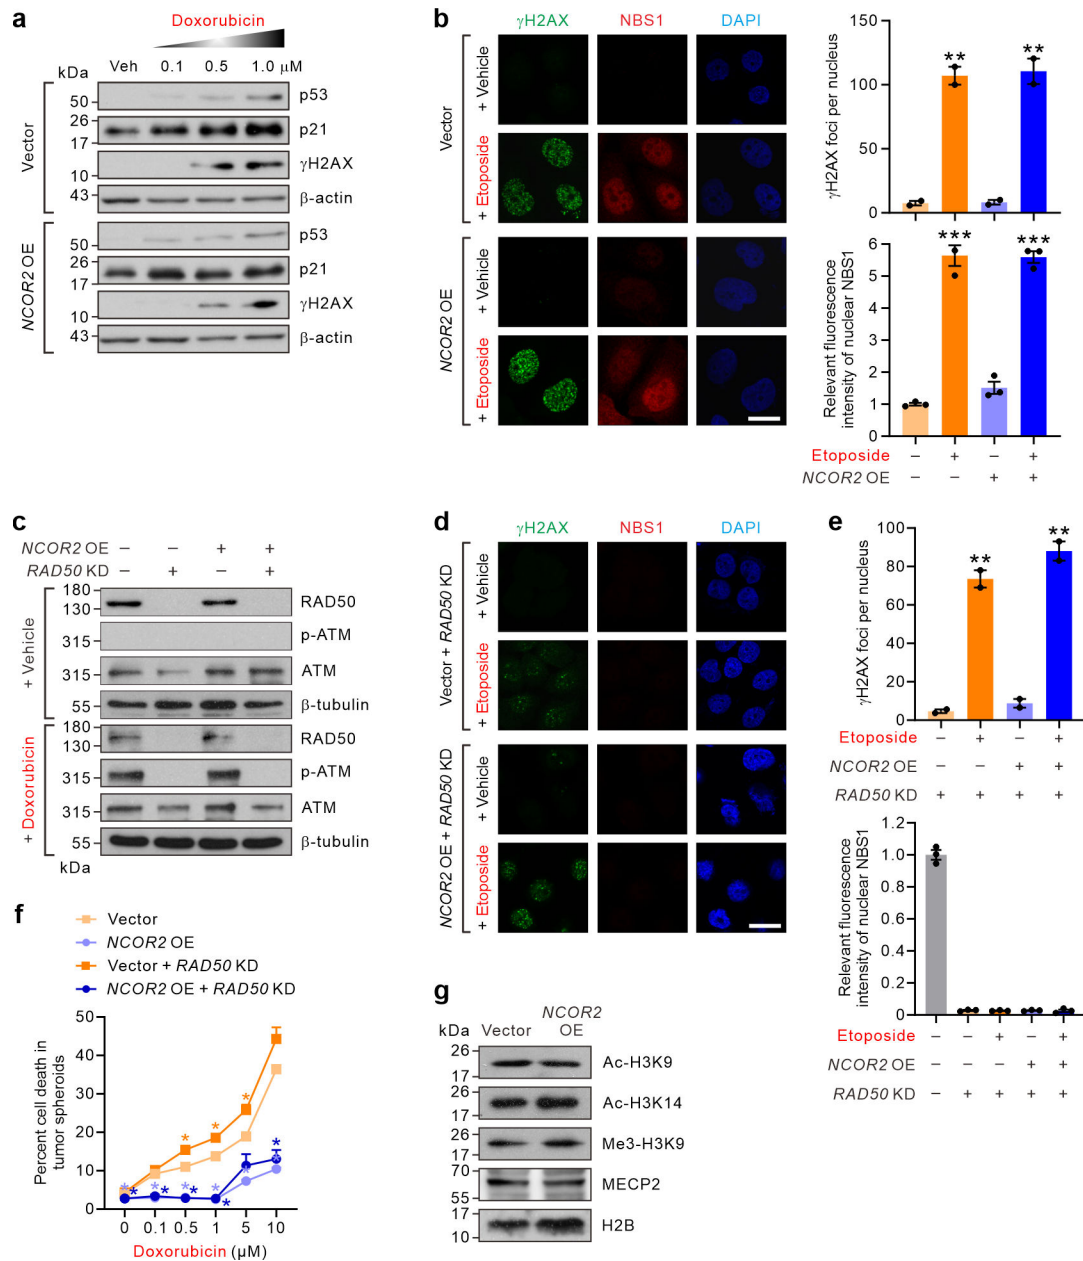 a
Doxorubicin
kDa Veh 0.1 0.5 1.0 μM
Vector
50 p53
26
17 p21
10 γH2AX
43 β-actin
NCOR2 OE
50 p53
26
17 p21
10 γH2AX
43 β-actin
b
γH2AX NBS1 DAPI
Vector
+ Vehicle
+ Etoposide
NCOR2 OE
+ Vehicle
+ Etoposide
γH2AX foci per nucleus
150
100
50
0
** **
Relevant fluorescence
intensity of nuclear NBS1
6
5
4
3
2
1
0
*** ***
Etoposide − + − +
NCOR2 OE − − + +
c
NCOR2 OE − − + +
RAD50 KD − + − +
+ Vehicle
180
130 RAD50
315 p-ATM
315 ATM
55 β-tubulin
+ Doxorubicin
180
130 RAD50
315 p-ATM
315 ATM
55 β-tubulin
kDa
d
γH2AX NBS1 DAPI
Vector + RAD50 KD
+ Vehicle
+ Etoposide
NCOR2 OE + RAD50 KD
+ Vehicle
+ Etoposide
e
γH2AX foci per nucleus
100
80
60
40
20
0
** **
Etoposide − + − +
NCOR2 OE − − + +
RAD50 KD + + + +
Relevant fluorescence
intensity of nuclear NBS1
1.2
1.0
0.8
0.6
0.4
0.2
0
Etoposide − − + − +
NCOR2 OE − − − + +
RAD50 KD − + + + +
f
Vector
NCOR2 OE
Vector + RAD50 KD
NCOR2 OE + RAD50 KD
Percent cell death in
tumor spheroids
50
40
30
20
10
0
* * * * * * * * * * * * *
0 0.1 0.5 1 5 10
Doxorubicin (μM)
g
kDa Vector NCOR2
OE
26
17 Ac-H3K9
26
17 Ac-H3K14
26
17 Me3-H3K9
70
55 MECP2
17
10 H2B